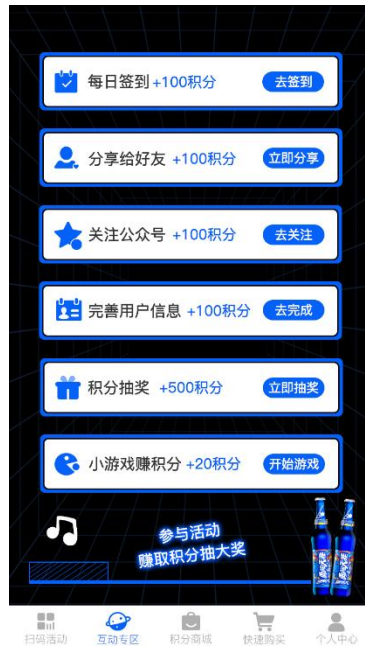 每日签到 +100积分 去签到
分享给好友 +100积分 立即分享
关注公众号 +100积分 去关注
完善用户信息 +100积分 去完成
积分抽奖 +500积分 立即抽奖
小游戏赚积分 +20积分 开始游戏
参与活动
赚取积分抽大奖
扫码活动 互动专区 积分商城 快速购买 个人中心